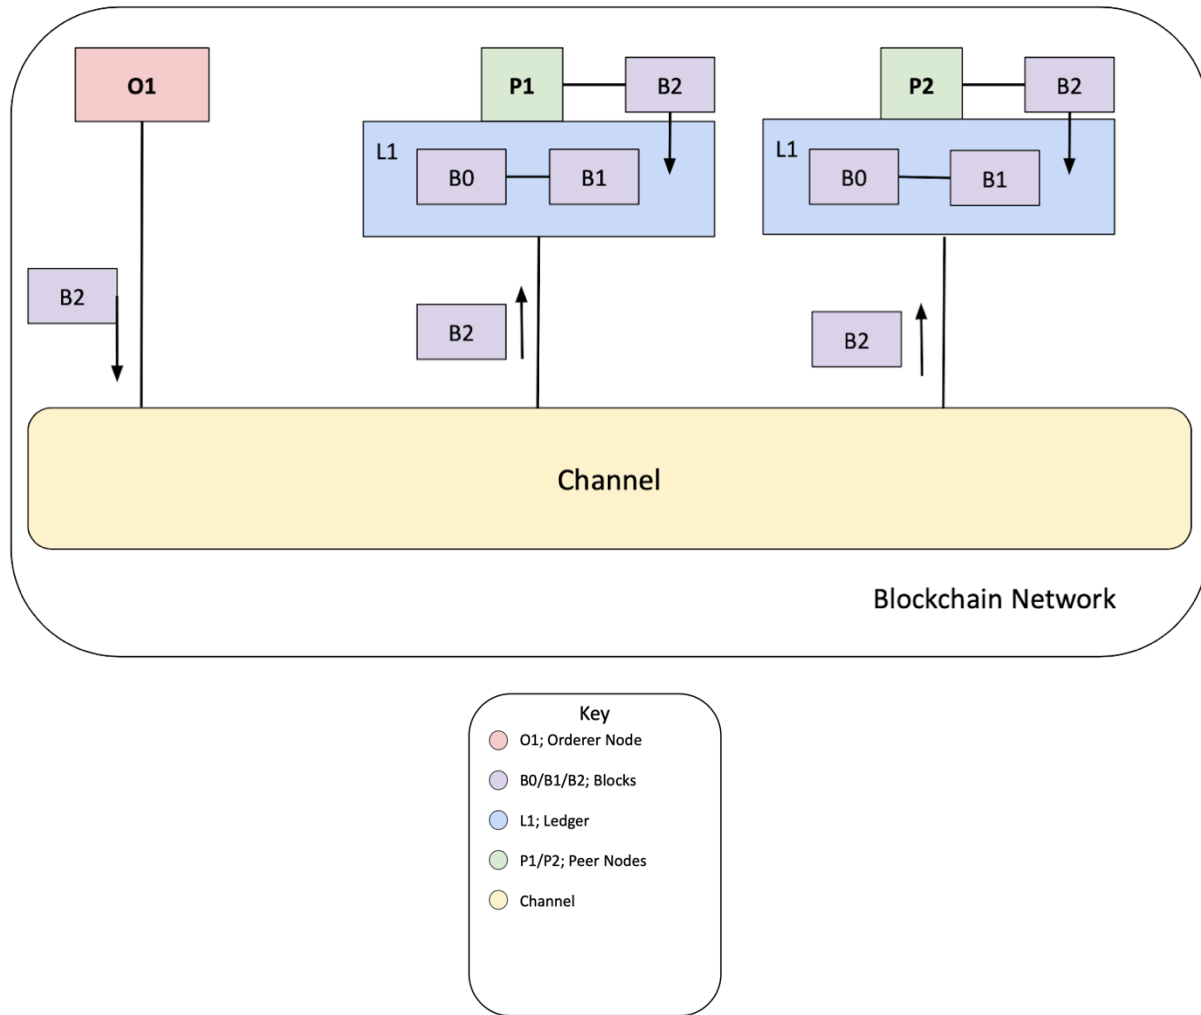 O1
P1
B2
P2
B2
L1
B0
B1
L1
B0
B1
B2
B2
B2
Channel
Blockchain Network
Key
O1; Orderer Node
B0/B1/B2; Blocks
L1; Ledger
P1/P2; Peer Nodes
Channel